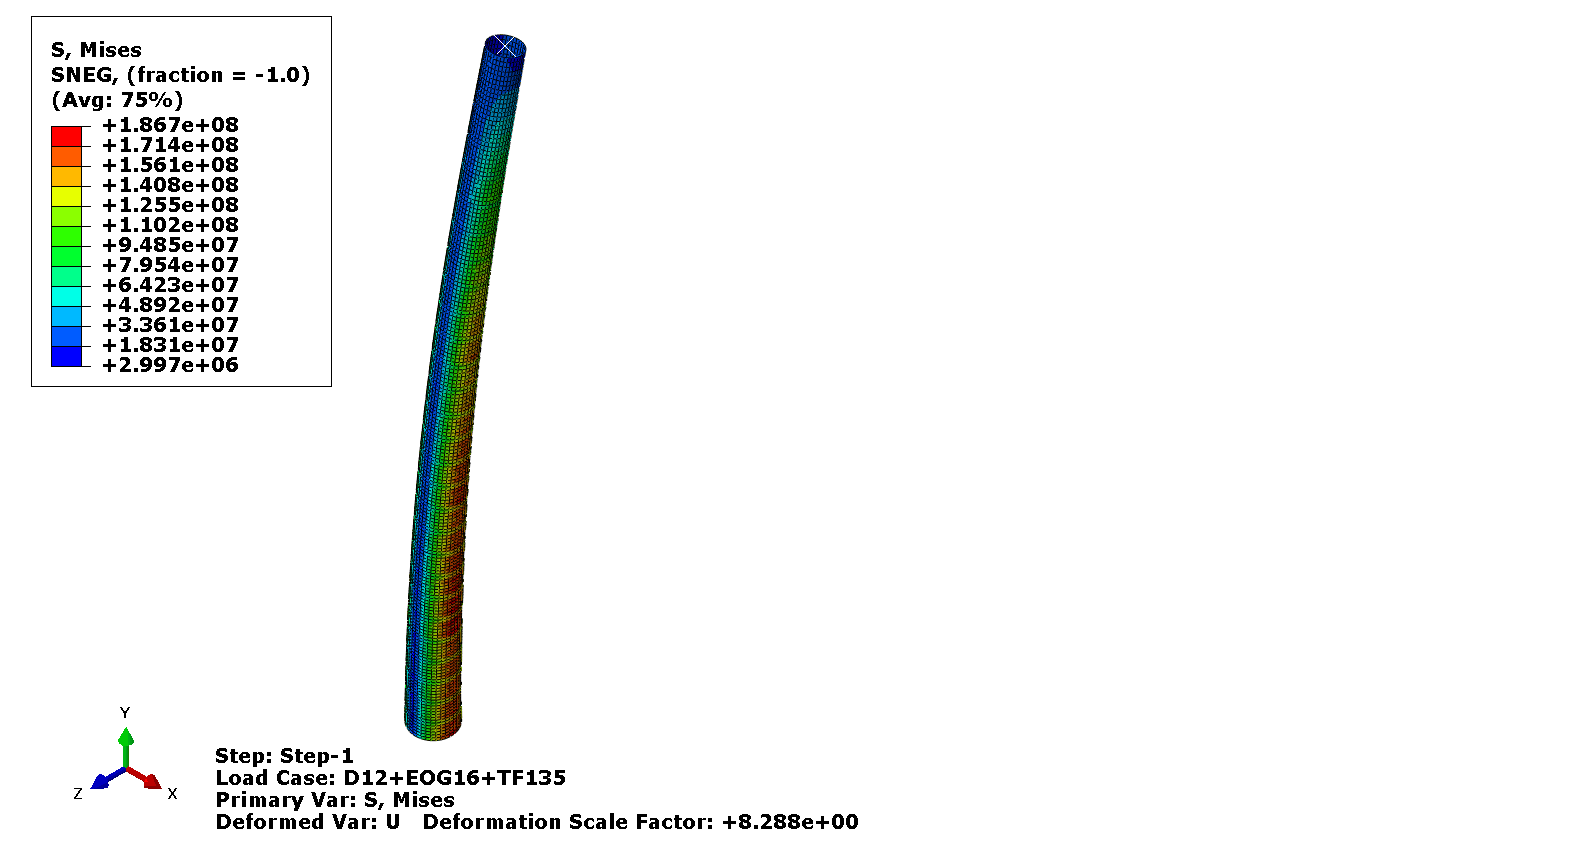 S, Mises
SNEG, (fraction = -1.0)
(Avg: 75%)
+1.867e+08
+1.714e+08
+1.561e+08
+1.408e+08
+1.255e+08
+1.102e+08
+9.485e+07
+7.954e+07
+6.423e+07
+4.892e+07
+3.361e+07
+1.831e+07
+2.997e+06
Y
Z
X
Step: Step-1
Load Case: D12+EOG16+TF135
Primary Var: S, Mises
Deformed Var: U Deformation Scale Factor: +8.288e+00